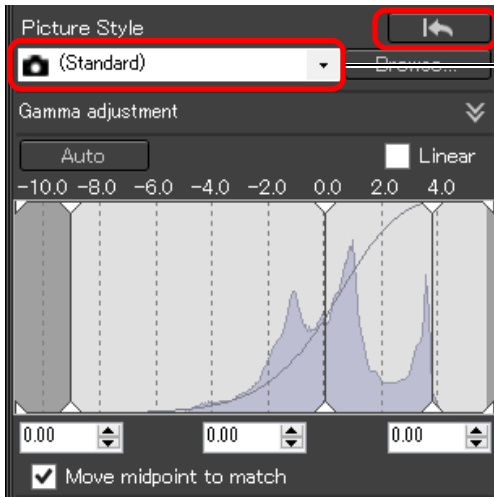 Picture Style
(Standard)
Browse...
Gamma adjustment
Auto
Linear
-10.0 -8.0 -6.0 -4.0 -2.0 0.0 2.0 4.0
0.00 0.00 0.00
Move midpoint to match